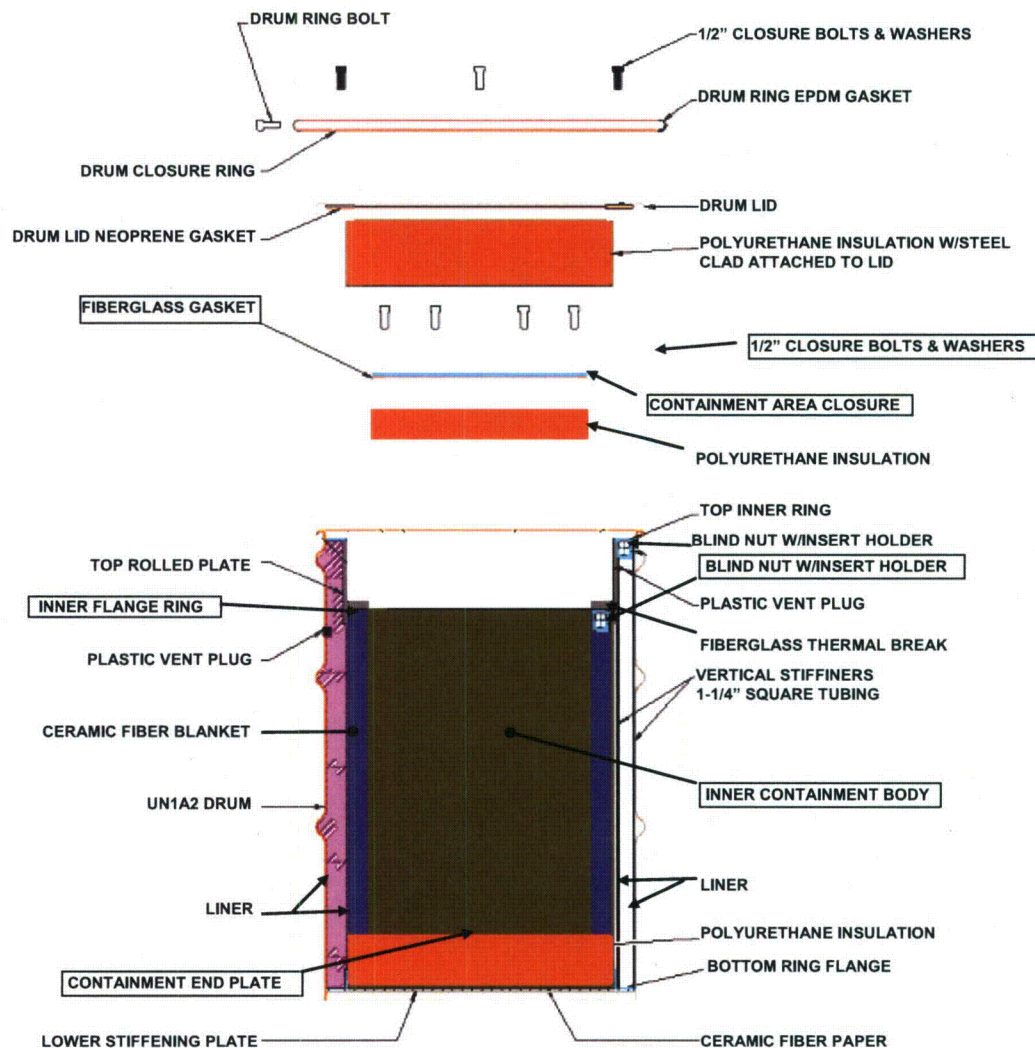 DRUM RING BOLT
1/2” CLOSURE BOLTS & WASHERS
DRUM RING EPDM GASKET
DRUM CLOSURE RING
DRUM LID
DRUM LID NEOPRENE GASKET
POLYURETHANE INSULATION W/STEEL
CLAD ATTACHED TO LID
FIBERGLASS GASKET
1/2” CLOSURE BOLTS & WASHERS
CONTAINMENT AREA CLOSURE
POLYURETHANE INSULATION
TOP INNER RING
BLIND NUT W/INSERT HOLDER
TOP ROLLED PLATE
BLIND NUT W/INSERT HOLDER
INNER FLANGE RING
PLASTIC VENT PLUG
FIBERGLASS THERMAL BREAK
PLASTIC VENT PLUG
VERTICAL STIFFINERS
1-1/4” SQUARE TUBING
CERAMIC FIBER BLANKET
INNER CONTAINMENT BODY
UN1A2 DRUM
LINER
LINER
POLYURETHANE INSULATION
BOTTOM RING FLANGE
CONTAINMENT END PLATE
LOWER STIFFENING PLATE
CERAMIC FIBER PAPER